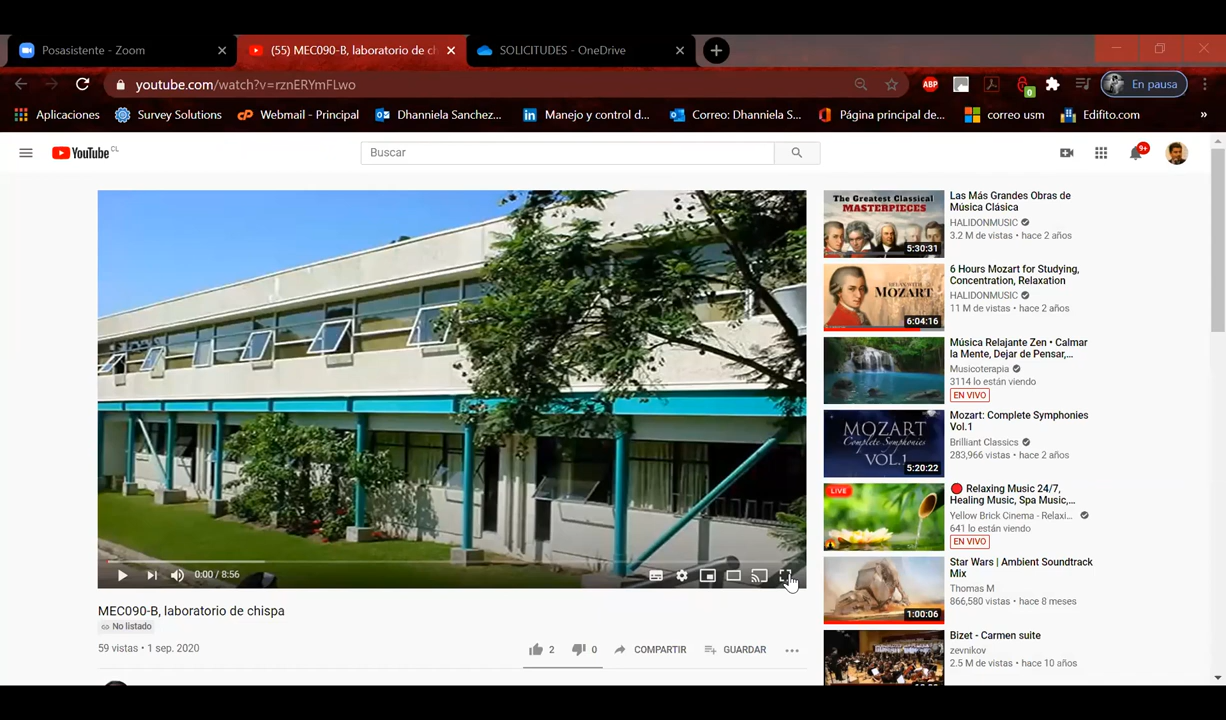 Posasistente - Zoom
(55) MEC090-B, laboratorio de ch
SOLICITUDES - OneDrive
youtube.com/watch?v=rznERYmFLwo
ABP
0
En pausa
Aplicaciones
Survey Solutions
Webmail - Principal
Dhanniela Sanchez...
Manejo y control d...
Correo: Dhanniela S...
Página principal de...
correo usm
Edifito.com
»
YouTube CL
Buscar
9+
The Greatest Classical
MASTERPIECES
5:30:31
Las Más Grandes Obras de
Música Clásica
HALIDONMUSIC
3.2 M de vistas • hace 2 años
MOZART
6:04:16
6 Hours Mozart for Studying,
Concentration, Relaxation
HALIDONMUSIC
11 M de vistas • hace 2 años
Música Relajante Zen • Calmar
la Mente, Dejar de Pensar,...
Musicoterapia
3114 lo están viendo
EN VIVO
MOZART
Complete Symphonies
VOL.1
5:20:22
Mozart: Complete Symphonies
Vol.1
Brilliant Classics
283,966 vistas • hace 2 años
LIVE
Relaxing Music 24/7,
Healing Music, Spa Music,...
Yellow Brick Cinema - Relaxi...
641 lo están viendo
EN VIVO
1:00:06
Star Wars | Ambient Soundtrack
Mix
Thomas M
866,580 vistas • hace 8 meses
Bizet - Carmen suite
zevnikov
2.5 M de vistas • hace 10 años
0:00 / 8:56
MEC090-B, laboratorio de chispa
No listado
59 vistas • 1 sep. 2020
2
0
COMPARTIR
GUARDAR